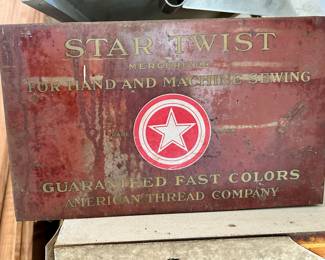 STAR TWIST
MERCERIZED
FOR HAND AND MACHINE SEWING
GUARANTEED FAST COLORS
AMERICAN THREAD COMPANY